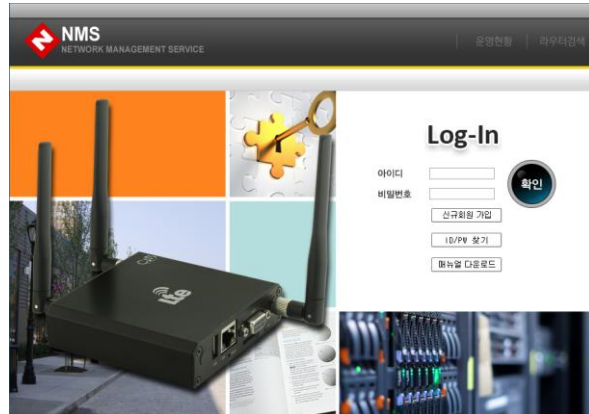 NMS
NETWORK MANAGEMENT SERVICE
운영현황
라우터검색
Log-In
아이디
비밀번호
확인
신규회원 가입
ID/PW 찾기
매뉴얼 다운로드
Lte